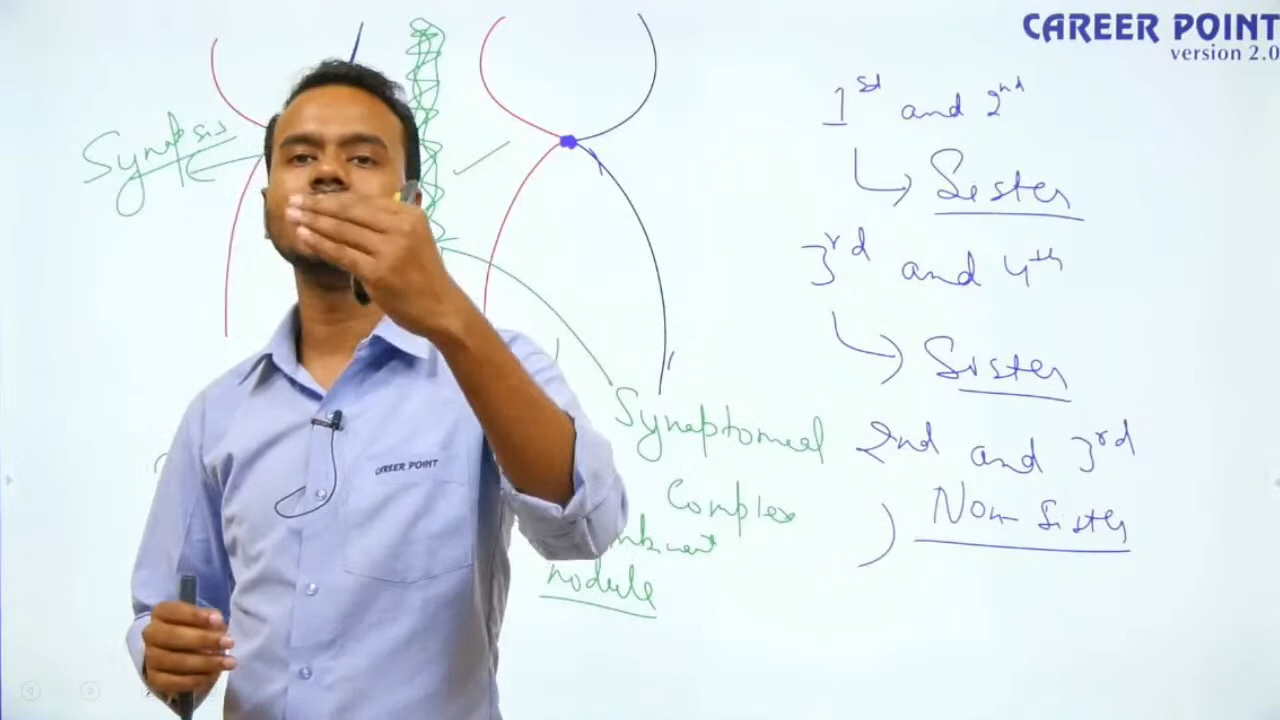 CAREER POINT
version 2.0
Synapsis
1st and 2nd
Sister
3rd and 4th
Sister
Synaptomeal
Complex
nodule
2nd and 3rd
Non Sister
CAREER POINT